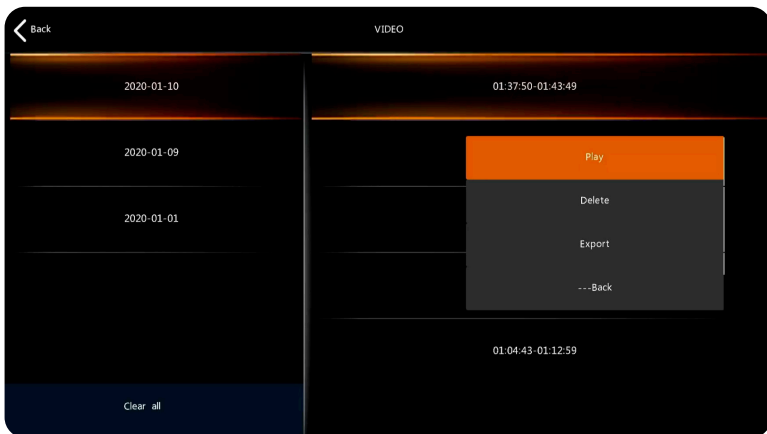 Back
VIDEO
2020-01-10
01:37:50-01:43:49
2020-01-09
Play
Delete
2020-01-01
Export
---Back
01:04:43-01:12:59
Clear all